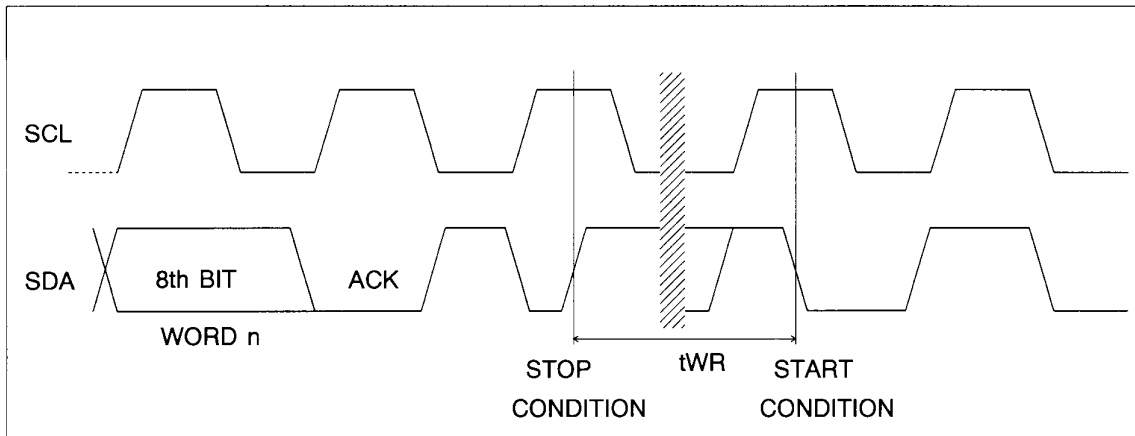 SCL
SDA
8th BIT
ACK
WORD n
tWR
STOP
CONDITION
START
CONDITION